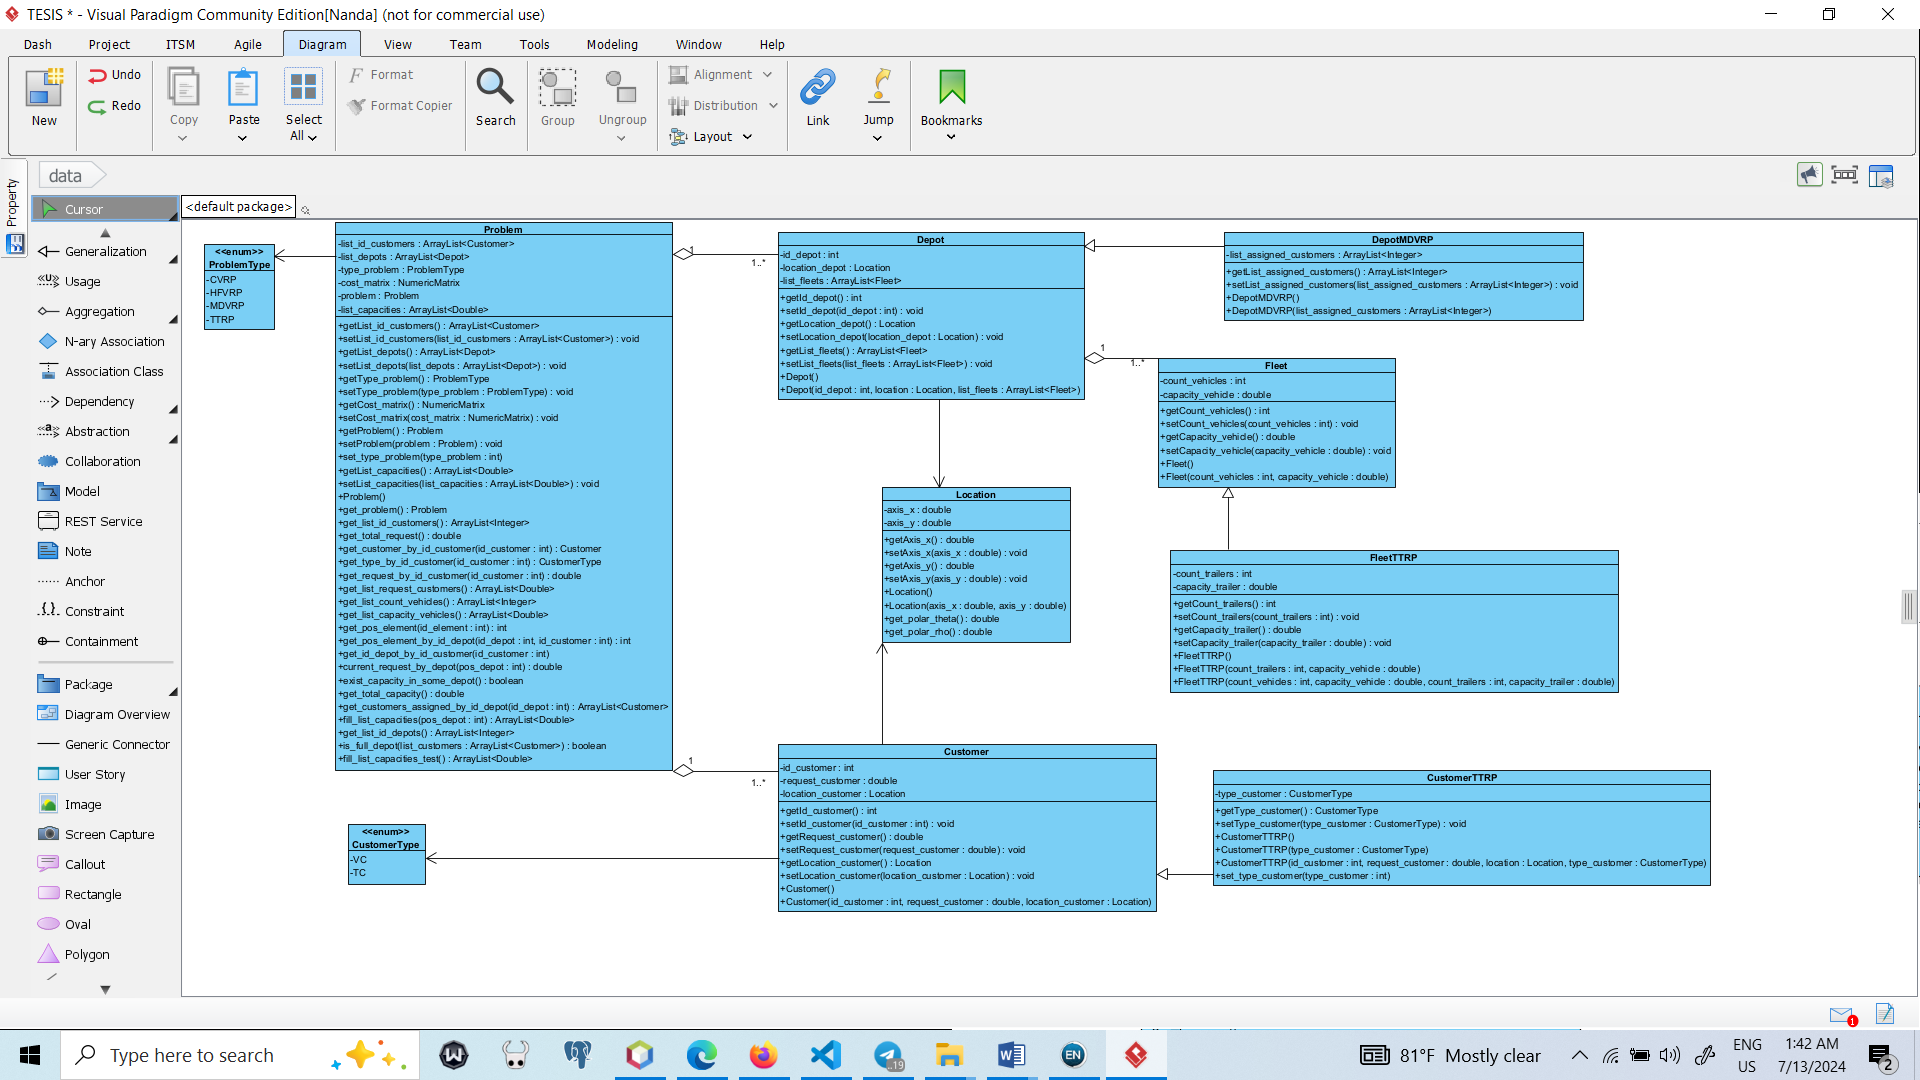 TESIS * - Visual Paradigm Community Edition[Nanda] (not for commercial use)
Dash Project ITSM Agile Diagram View Team Tools Modeling Window Help
New
Undo
Redo
Copy
Paste
Select
All
Format
Format Copier
Search
Group
Ungroup
Alignment
Distribution
Layout
Link
Jump
Bookmarks
Property
data
<default package>
Cursor
Generalization
Usage
Aggregation
N-ary Association
Association Class
Dependency
Abstraction
Collaboration
Model
REST Service
Note
Anchor
Constraint
Containment
Package
Diagram Overview
Generic Connector
User Story
Image
Screen Capture
Callout
Rectangle
Oval
Polygon
<<enum>>
ProblemType
-CVRP
-HFVRP
-MDVRP
-TTRP
Problem
-list_id_customers : ArrayList<Customer>
-list_depots : ArrayList<Depot>
-type_problem : ProblemType
-cost_matrix : NumericMatrix
-problem : Problem
-list_capacities : ArrayList<Double>
+getList_id_customers() : ArrayList<Customer>
+setList_id_customers(list_id_customers : ArrayList<Customer>) : void
+getList_depots() : ArrayList<Depot>
+setList_depots(list_depots : ArrayList<Depot>) : void
+getType_problem() : ProblemType
+setType_problem(type_problem : ProblemType) : void
+getCost_matrix() : NumericMatrix
+setCost_matrix(cost_matrix : NumericMatrix) : void
+getProblem() : Problem
+setProblem(problem : Problem) : void
+set_type_problem(type_problem : int)
+getList_capacities() : ArrayList<Double>
+setList_capacities(list_capacities : ArrayList<Double>) : void
+Problem()
+get_problem() : Problem
+get_list_id_customers() : ArrayList<Integer>
+get_total_request() : double
+get_customer_by_id_customer(id_customer : int) : Customer
+get_type_by_id_customer(id_customer : int) : CustomerType
+get_request_by_id_customer(id_customer : int) : double
+get_list_request_customers() : ArrayList<Double>
+get_list_count_vehicles() : ArrayList<Integer>
+get_list_capacity_vehicles() : ArrayList<Double>
+get_pos_element(id_element : int) : int
+get_pos_element_by_id_depot(id_depot : int, id_customer : int) : int
+get_id_depot_by_id_customer(id_customer : int)
+current_request_by_depot(pos_depot : int) : double
+exist_capacity_in_some_depot() : boolean
+get_total_capacity() : double
+get_customers_assigned_by_id_depot(id_depot : int) : ArrayList<Customer>
+fill_list_capacities(pos_depot : int) : ArrayList<Double>
+get_list_id_depots() : ArrayList<Integer>
+is_full_depot(list_customers : ArrayList<Customer>) : boolean
+fill_list_capacities_test() : ArrayList<Double>
1
1..*
Depot
-id_depot : int
-location_depot : Location
-list_fleets : ArrayList<Fleet>
+getId_depot() : int
+setId_depot(id_depot : int) : void
+getLocation_depot() : Location
+setLocation_depot(location_depot : Location) : void
+getList_fleets() : ArrayList<Fleet>
+setList_fleets(list_fleets : ArrayList<Fleet>) : void
+Depot()
+Depot(id_depot : int, location : Location, list_fleets : ArrayList<Fleet>)
DepotMDVRP
-list_assigned_customers : ArrayList<Integer>
+getList_assigned_customers() : ArrayList<Integer>
+setList_assigned_customers(list_assigned_customers : ArrayList<Integer>) : void
+DepotMDVRP()
+DepotMDVRP(list_assigned_customers : ArrayList<Integer>)
1
1..*
Fleet
-count_vehicles : int
-capacity_vehicle : double
+getCount_vehicles() : int
+setCount_vehicles(count_vehicles : int) : void
+getCapacity_vehicle() : double
+setCapacity_vehicle(capacity_vehicle : double) : void
+Fleet()
+Fleet(count_vehicles : int, capacity_vehicle : double)
Location
-axis_x : double
-axis_y : double
+getAxis_x() : double
+setAxis_x(axis_x : double) : void
+getAxis_y() : double
+setAxis_y(axis_y : double) : void
+Location()
+Location(axis_x : double, axis_y : double)
+get_polar_theta() : double
+get_polar_rho() : double
FleetTTRP
-count_trailers : int
-capacity_trailer : double
+getCount_trailers() : int
+setCount_trailers(count_trailers : int) : void
+getCapacity_trailer() : double
+setCapacity_trailer(capacity_trailer : double) : void
+FleetTTRP()
+FleetTTRP(count_trailers : int, capacity_vehicle : double)
+FleetTTRP(count_vehicles : int, capacity_vehicle : double, count_trailers : int, capacity_trailer : double)
1
1..*
Customer
-id_customer : int
-request_customer : double
-location_customer : Location
+getId_customer() : int
+setId_customer(id_customer : int) : void
+getRequest_customer() : double
+setRequest_customer(request_customer : double) : void
+getLocation_customer() : Location
+setLocation_customer(location_customer : Location) : void
+Customer()
+Customer(id_customer : int, request_customer : double, location_customer : Location)
CustomerTTRP
-type_customer : CustomerType
+getType_customer() : CustomerType
+setType_customer(type_customer : CustomerType) : void
+CustomerTTRP()
+CustomerTTRP(type_customer : CustomerType)
+CustomerTTRP(id_customer : int, request_customer : double, location : Location, type_customer : CustomerType)
+set_type_customer(type_customer : int)
<<enum>>
CustomerType
-VC
-TC
1
Type here to search
..19
W
EN
81°F Mostly clear
ENG
US
1:42 AM
7/13/2024
2